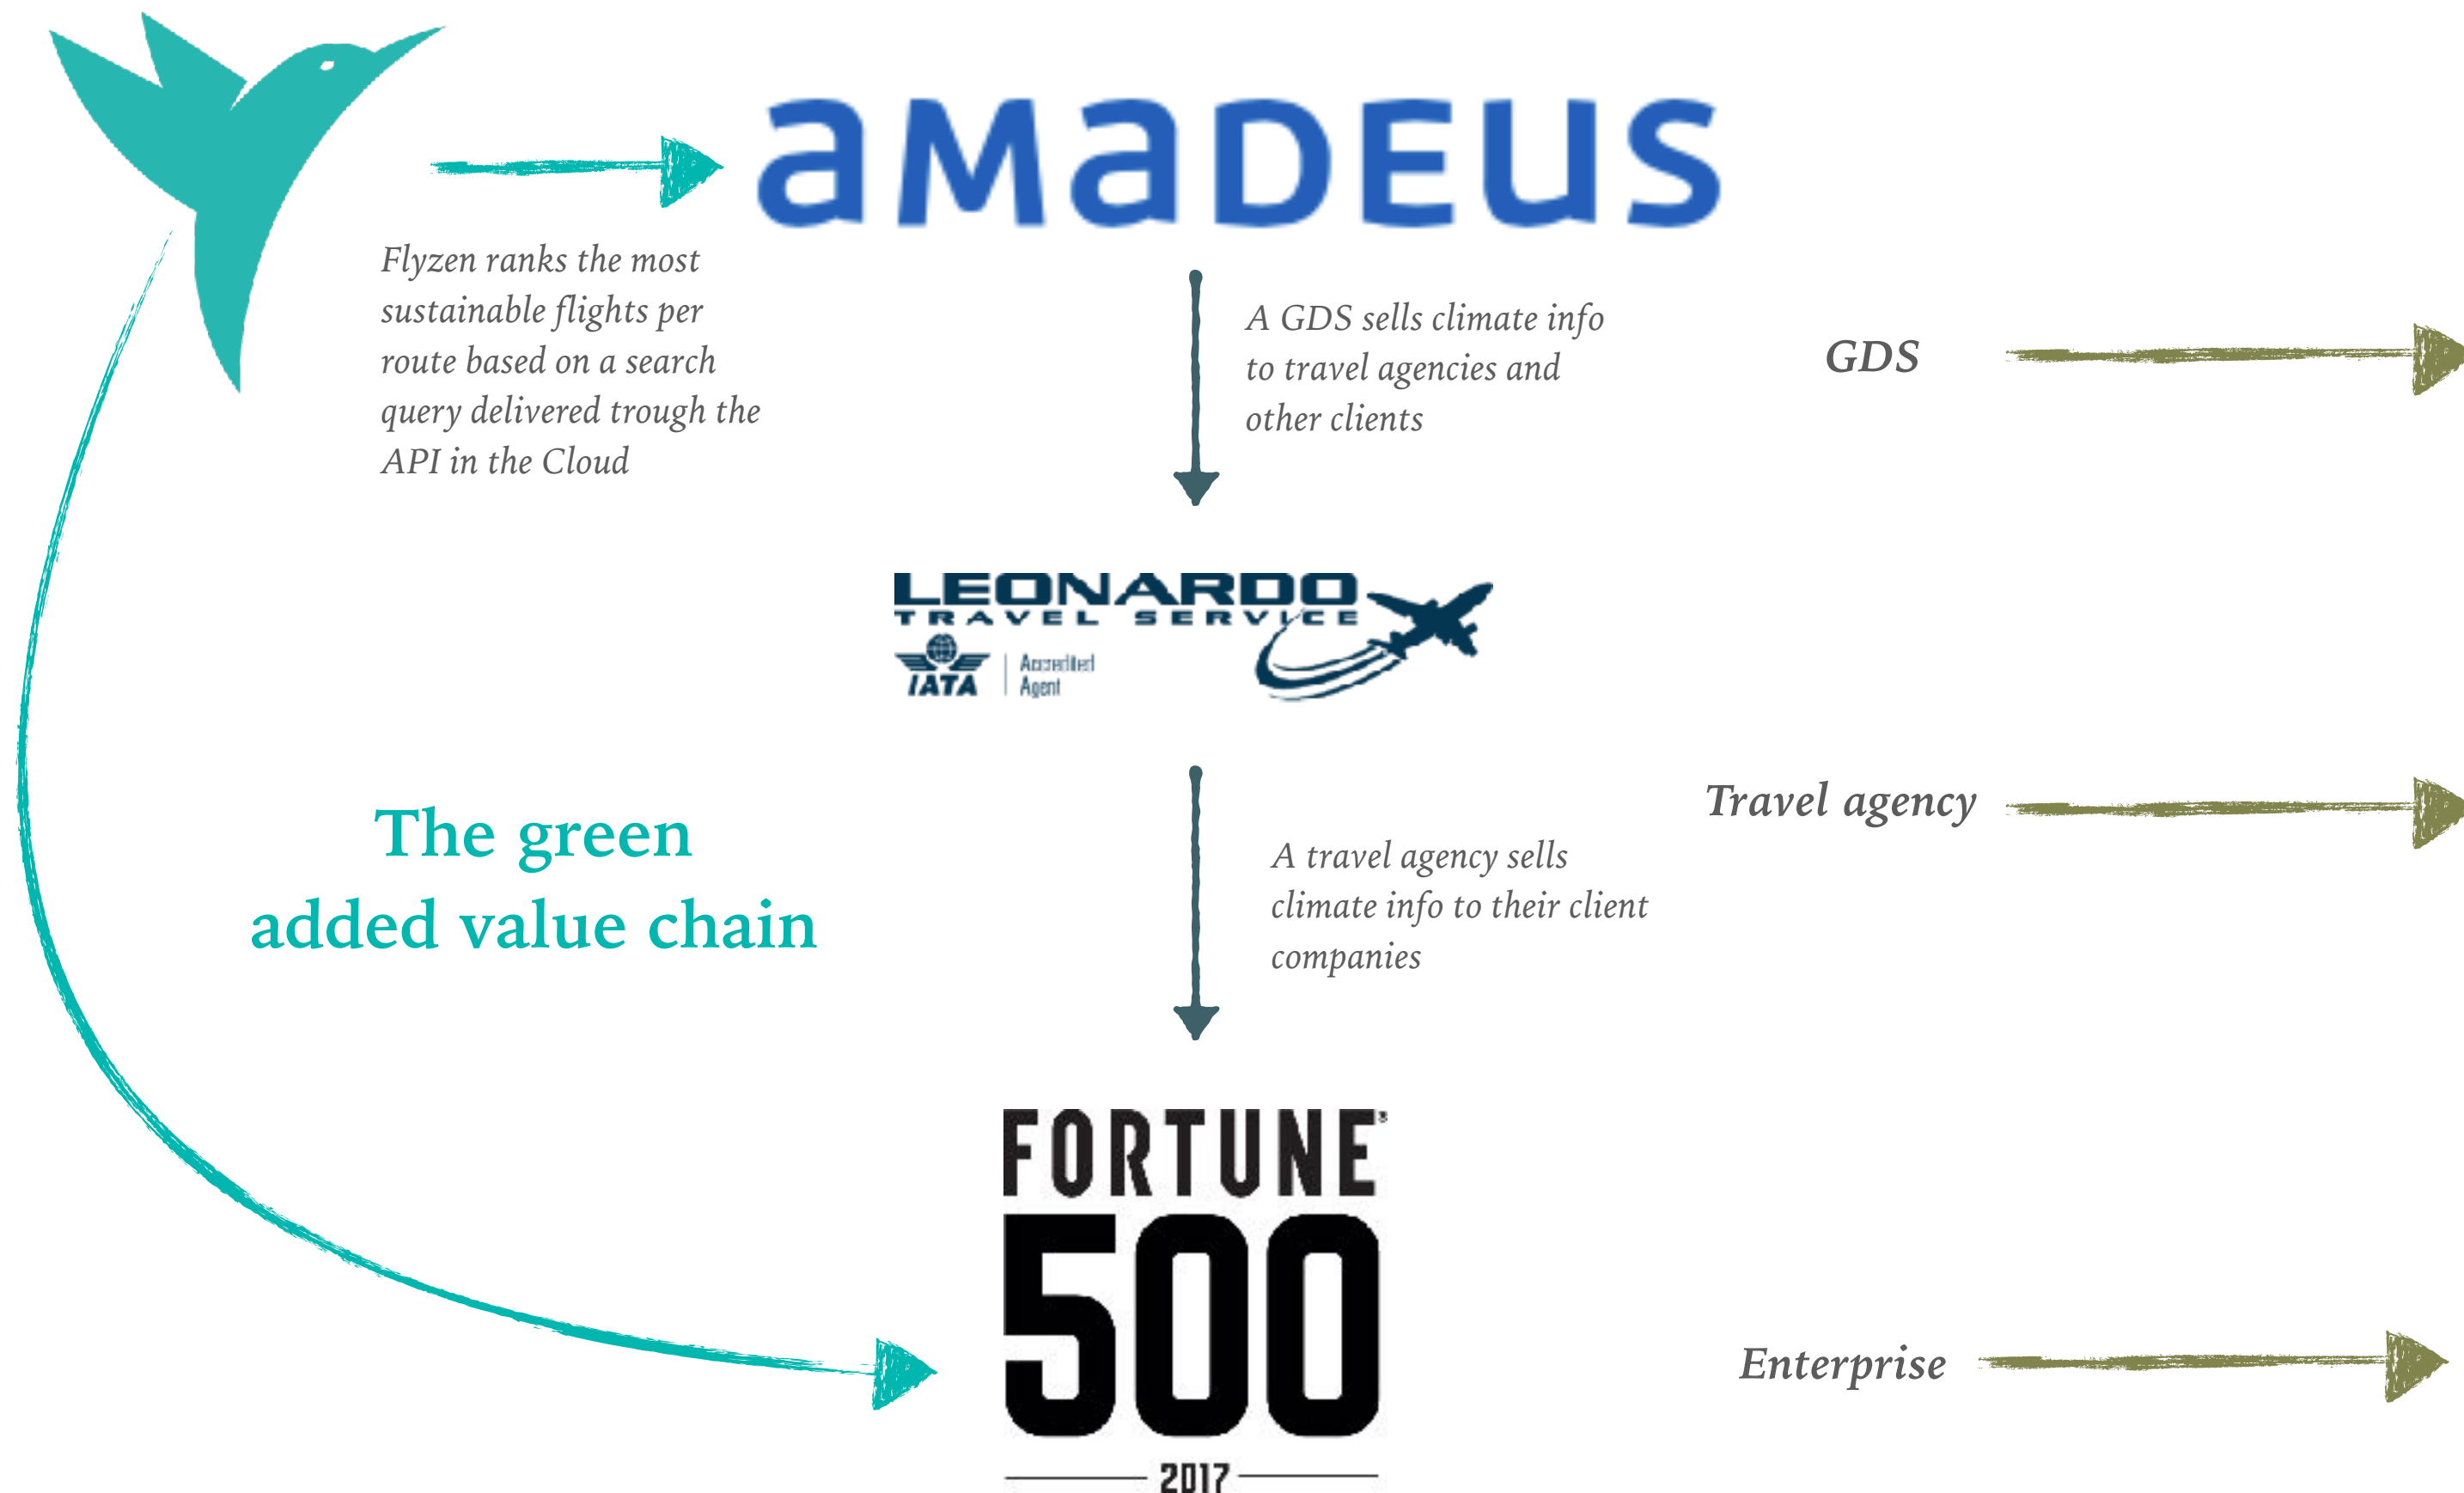 aMaDEUS
Flyzen ranks the most
sustainable flights per
route based on a search
query delivered trough the
API in the Cloud
A GDS sells climate info
to travel agencies and
other clients
GDS
LEONARDO
TRAVEL SERVICE
IATA
Accredited
Agent
The green
added value chain
Travel agency
A travel agency sells
climate info to their client
companies
FORTUNE
500
2017
Enterprise